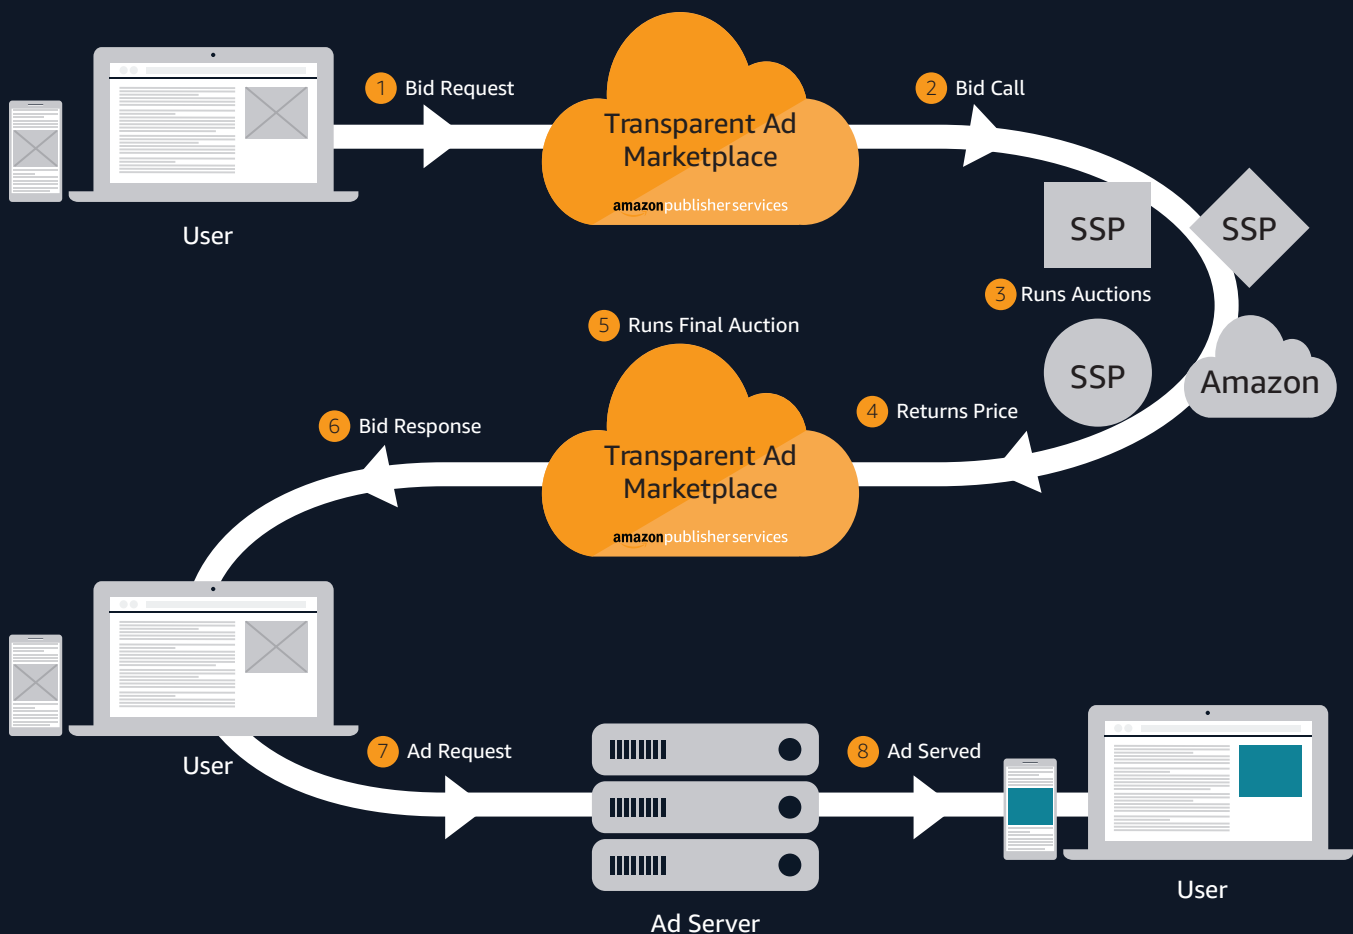 1 Bid Request
Transparent Ad
Marketplace
amazonpublisherservices
2 Bid Call
User
SSP
SSP
3 Runs Auctions
SSP
Amazon
4 Returns Price
5 Runs Final Auction
Transparent Ad
Marketplace
amazonpublisherservices
6 Bid Response
User
7 Ad Request
Ad Server
8 Ad Served
User